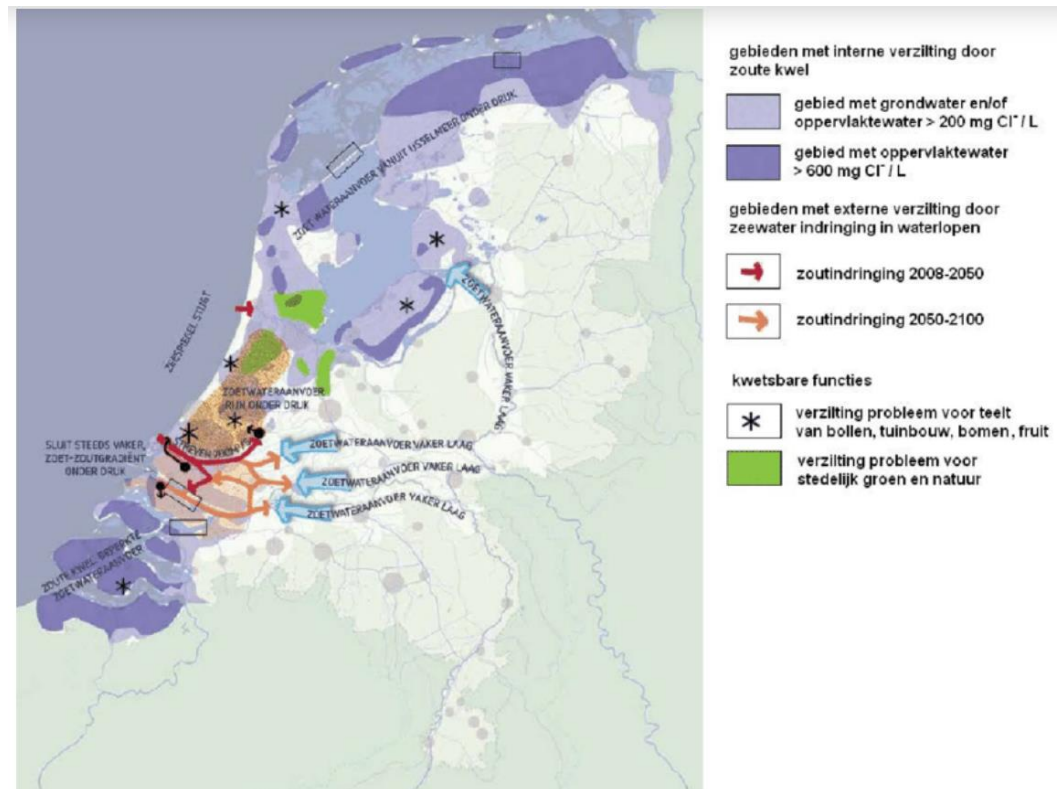 gebieden met interne verzilting door
zoute kwel
gebied met grondwater en/of
oppervlaktewater > 200 mg Cl⁻ / L
gebied met oppervlaktewater
> 600 mg Cl⁻ / L
gebieden met externe verzilting door
zeewater indringing in waterlopen
zoutindringing 2008-2050
zoutindringing 2050-2100
kwetsbare functies
verzilting probleem voor teelt
van bollen, tuinbouw, bomen, fruit
verzilting probleem voor
stedelijk groen en natuur
ZOET WATERAANVOER VANUIT IJSSELMEER ONDER DRUK
ZEESPIEGEL STIJGT
ZOETWATERAANVOER VAKER LAAG
ZOETWATERAANVOER
RIJN ONDER DRUK
SLUIT STEEDS VAKER,
ZOET-ZOUTGRADIËNT
ONDER DRUK
ZOETWATERAANVOER VAKER LAAG
ZOETWATERAANVOER VAKER LAAG
ZOETWATERAANVOER VAKER LAAG
ZOUTE KWEL, BEPERKTE
ZOETWATERAANVOER